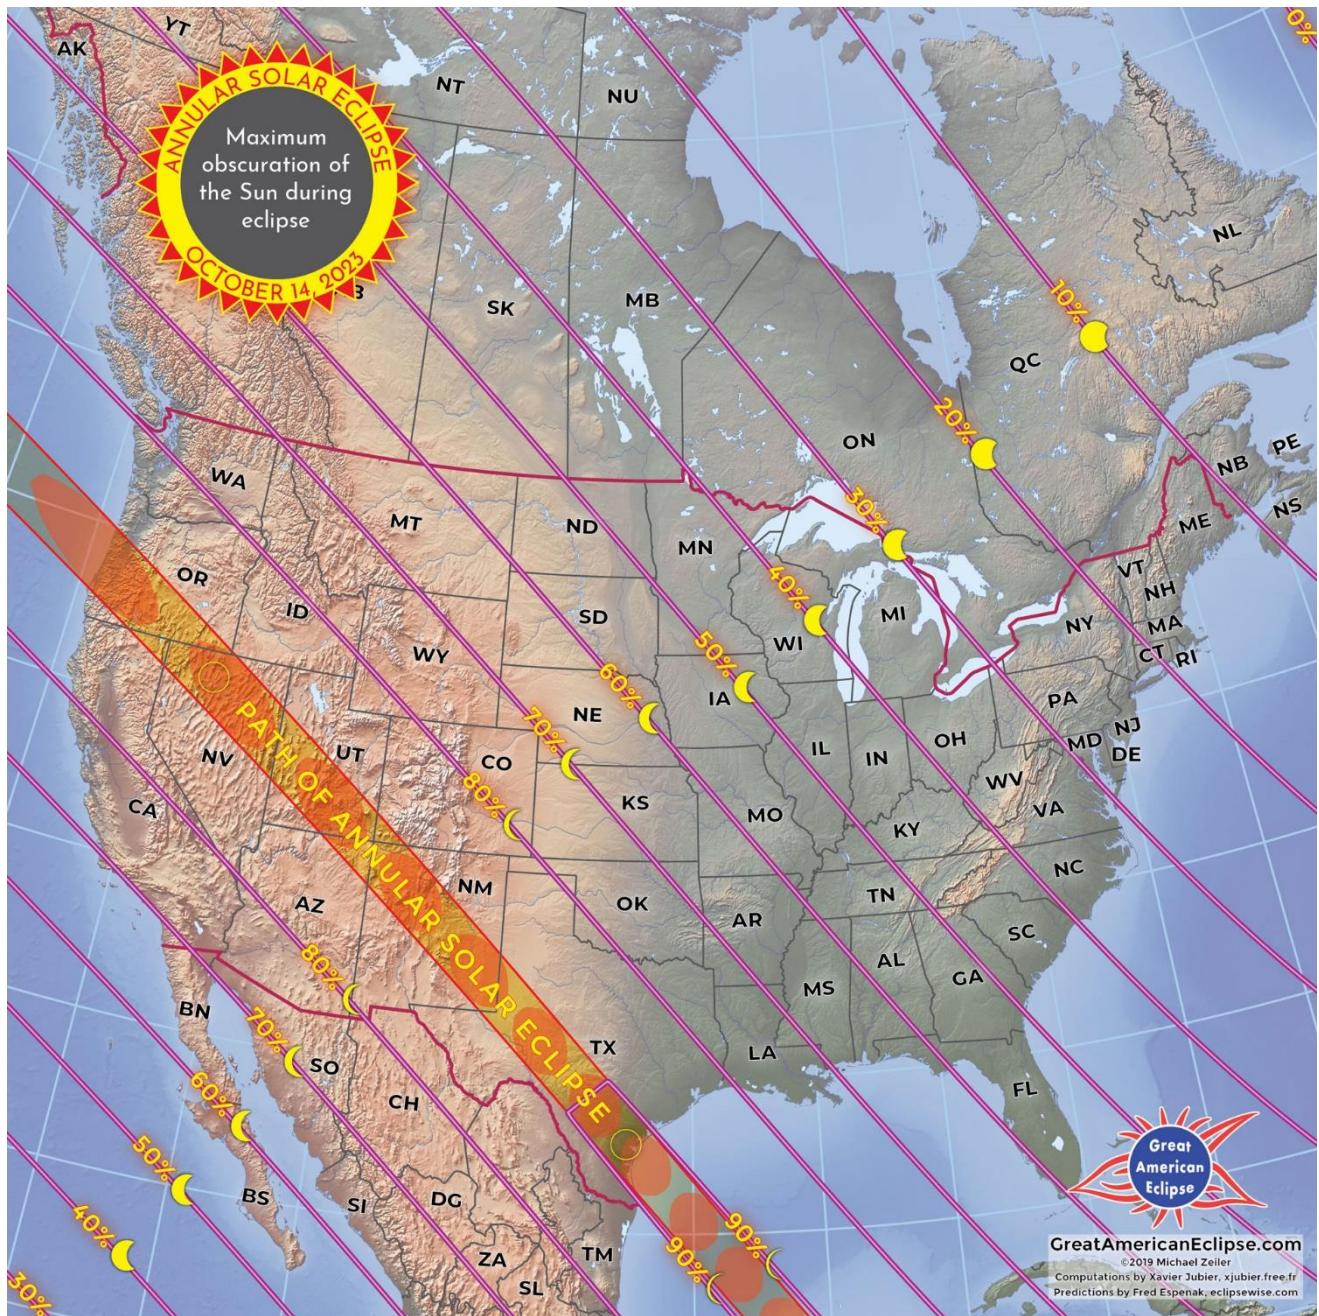 AK
YT
NT
NU
0%
ANNULAR SOLAR ECLIPSE
Maximum
obscuration of
the Sun during
eclipse
OCTOBER 14, 2023
B
SK
MB
NL
10%
QC
20%
ON
30%
NB
PE
NS
ME
WA
MT
ND
MN
VT
NH
MA
CT
RI
NY
OR
ID
WY
SD
40%
WI
MI
50%
IA
60%
NE
PA
NJ
MD
DE
OH
IL
IN
WV
VA
70%
CO
UT
NV
CA
80%
KS
MO
KY
NC
PATH OF ANNULAR SOLAR ECLIPSE
NM
AZ
OK
AR
TN
SC
80%
MS
AL
GA
BN
70%
SO
TX
LA
FL
60%
CH
50%
BS
SI
DG
40%
ZA
SL
TM
30%
90%
90%
Great
American
Eclipse
GreatAmericanEclipse.com
©2019 Michael Zeiler
Computations by Xavier Jubier, xjubier.free.fr
Predictions by Fred Espenak, eclipsewise.com